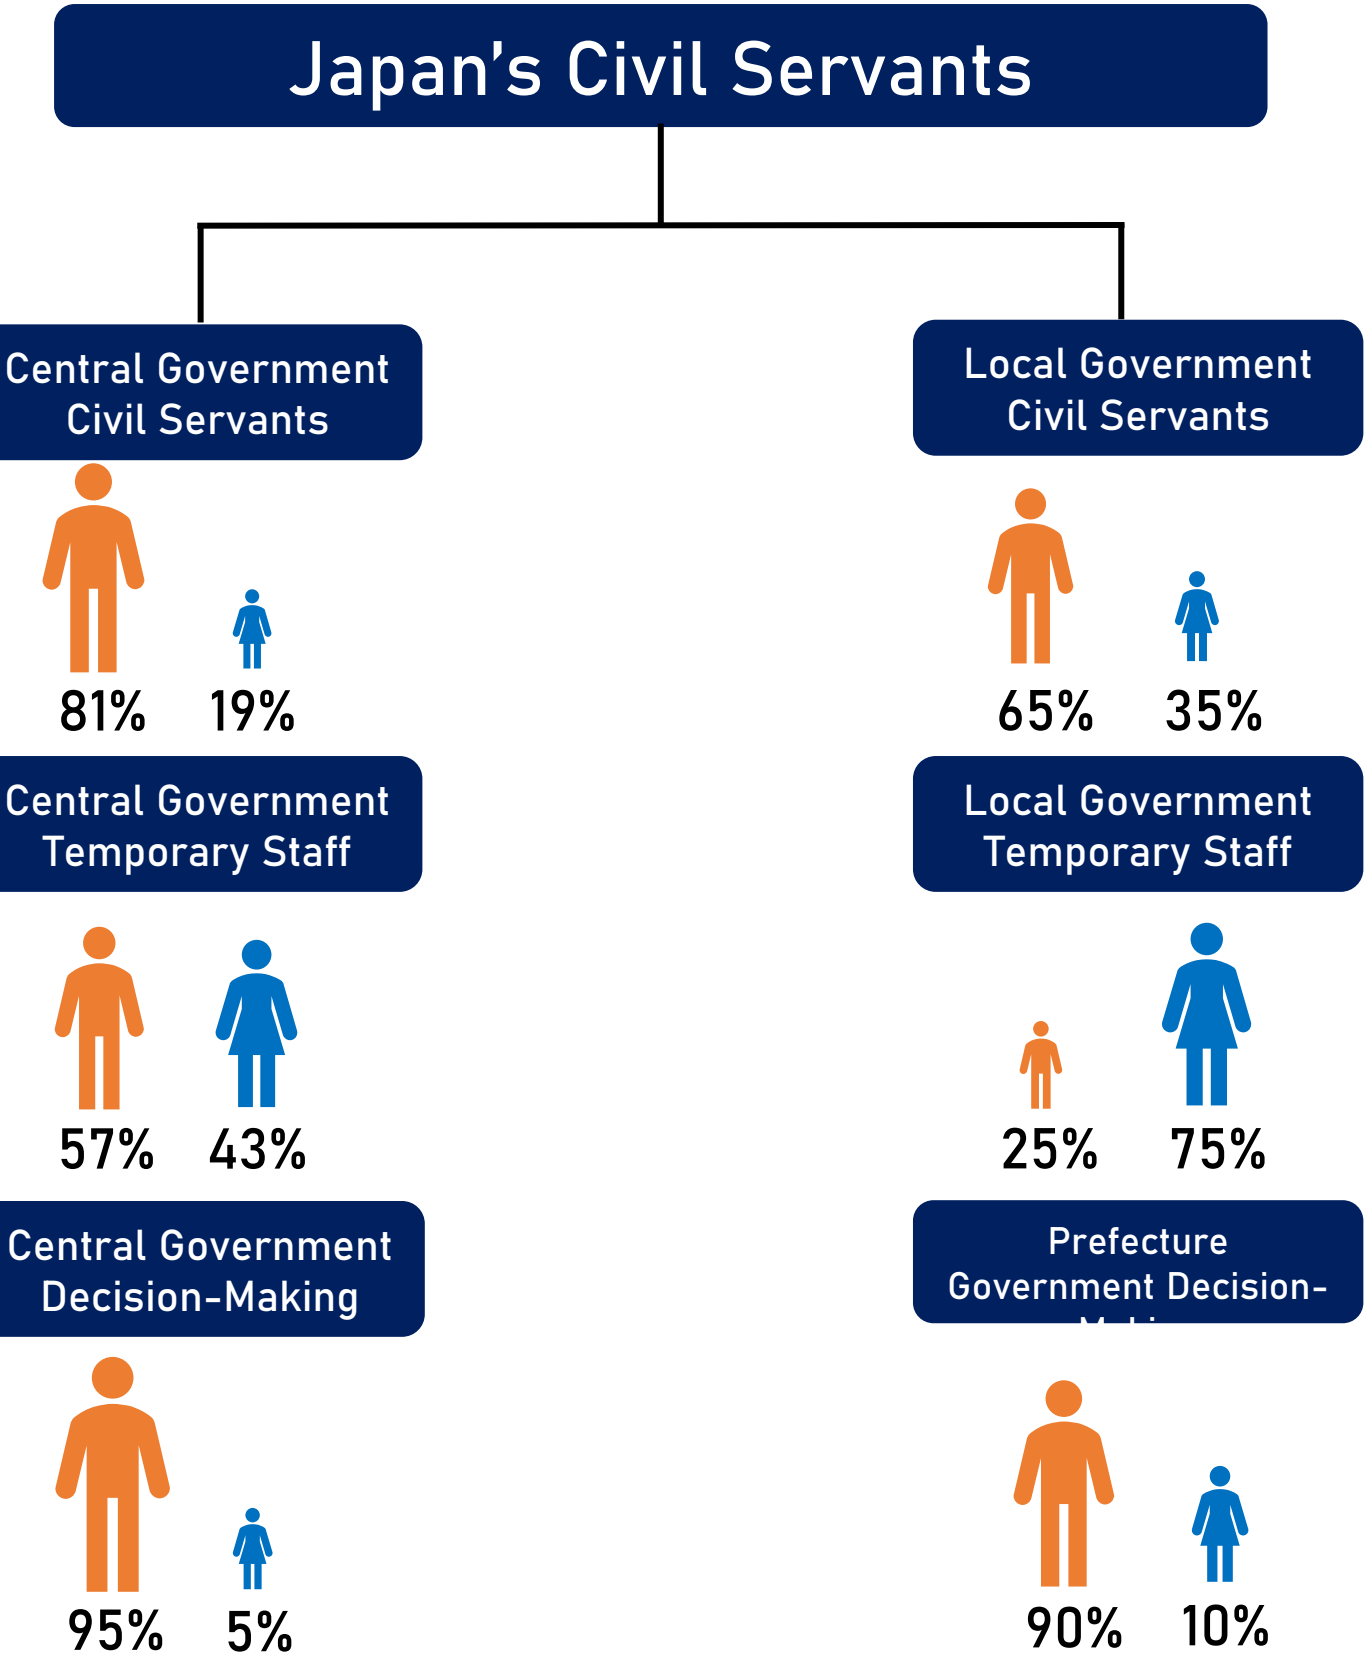 Japan's Civil Servants
Central Government
Civil Servants
81% 19%
Central Government
Temporary Staff
57% 43%
Central Government
Decision-Making
95% 5%
Local Government
Civil Servants
65% 35%
Local Government
Temporary Staff
25% 75%
Prefecture
Government Decision-
90% 10%